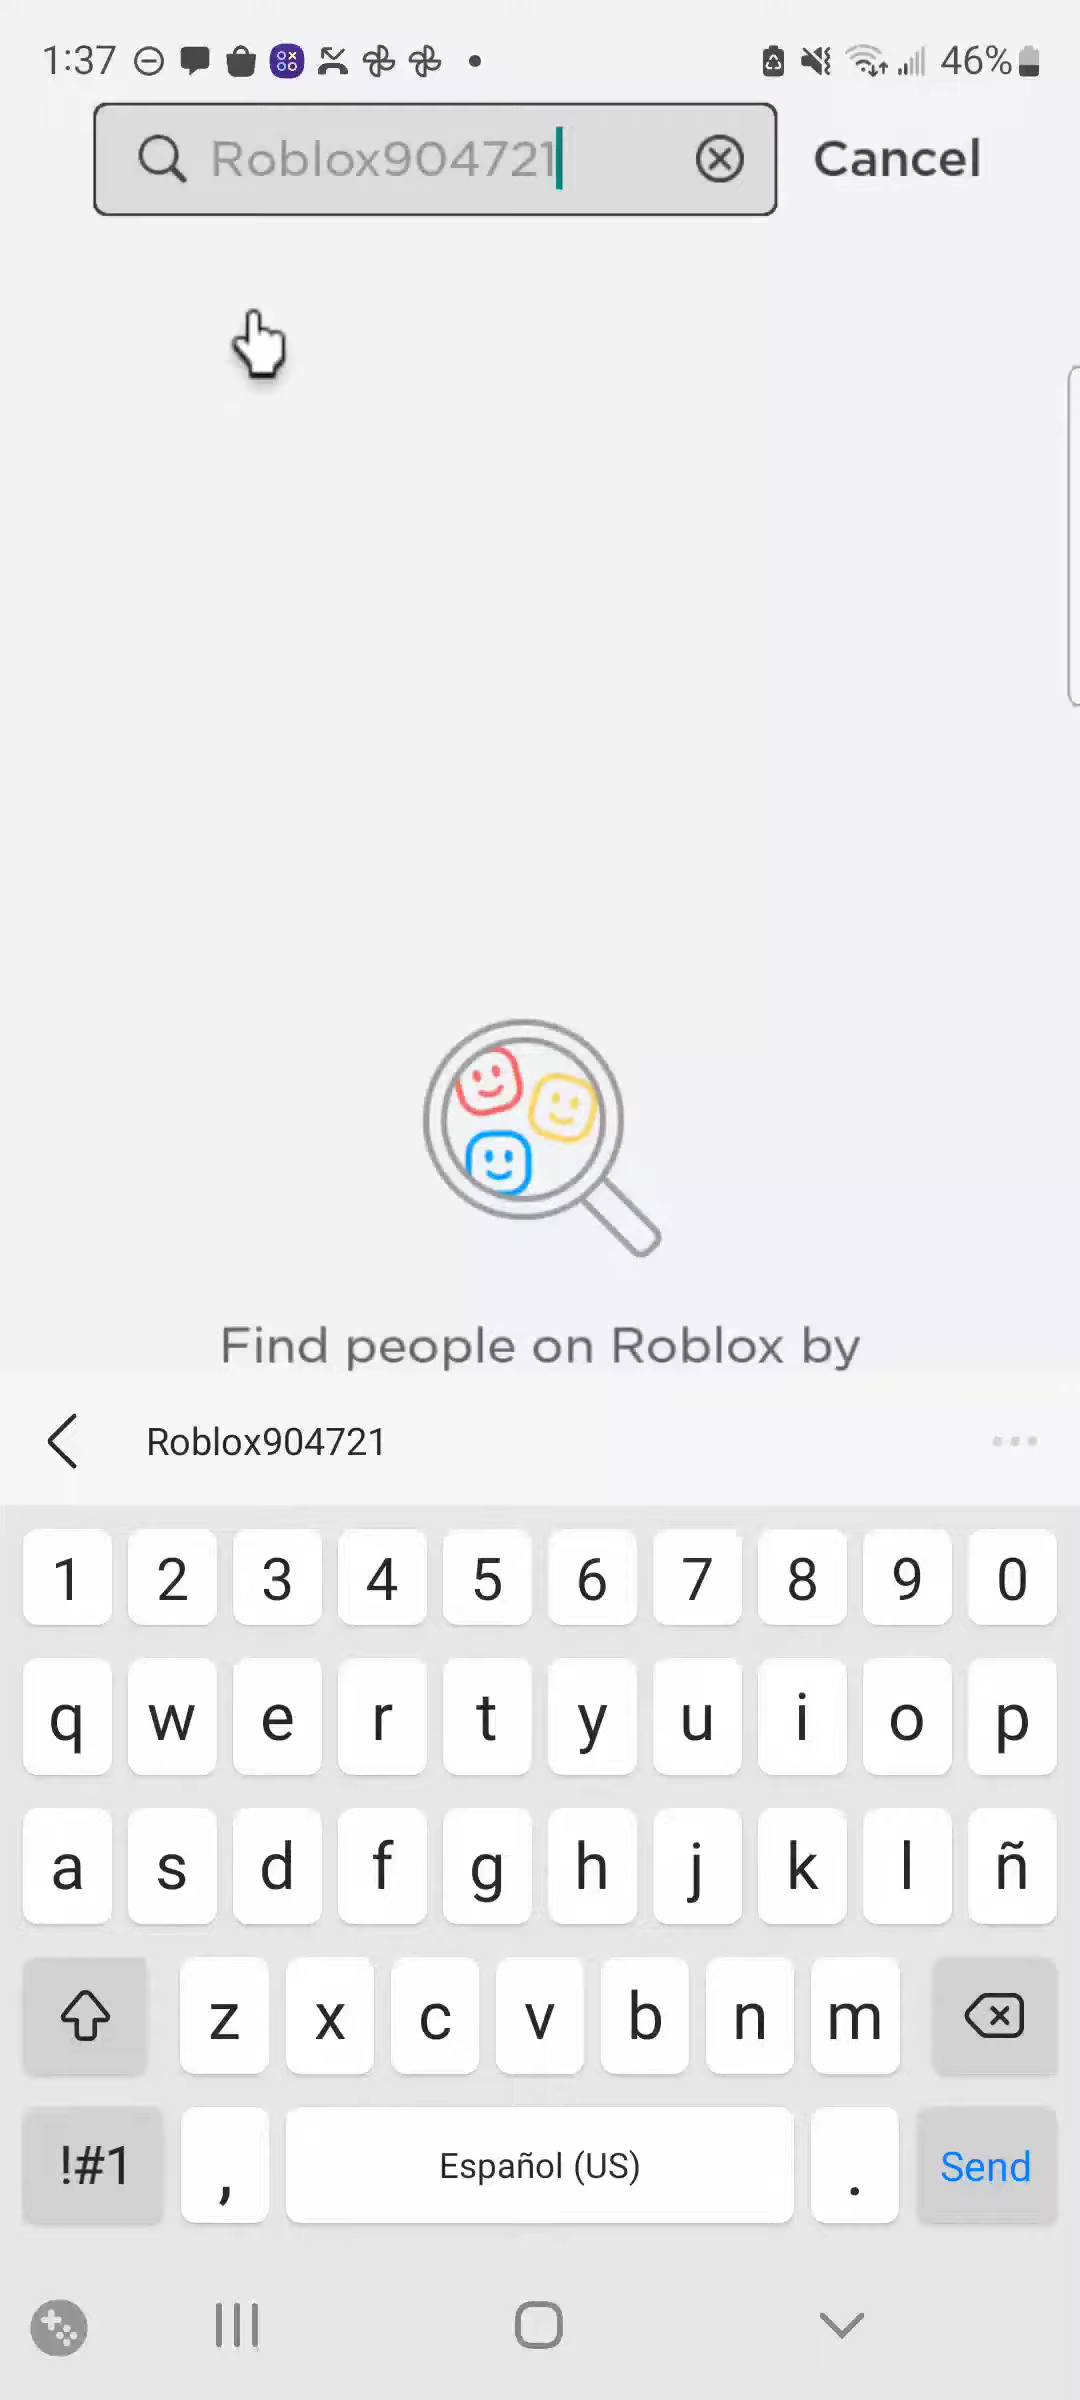 1:37 46%
Roblox904721 Cancel
Find people on Roblox by
Roblox904721
1 2 3 4 5 6 7 8 9 0
q w e r t y u i o p
a s d f g h j k l ñ
z x c v b n m
!#1 , Español (US) . Send